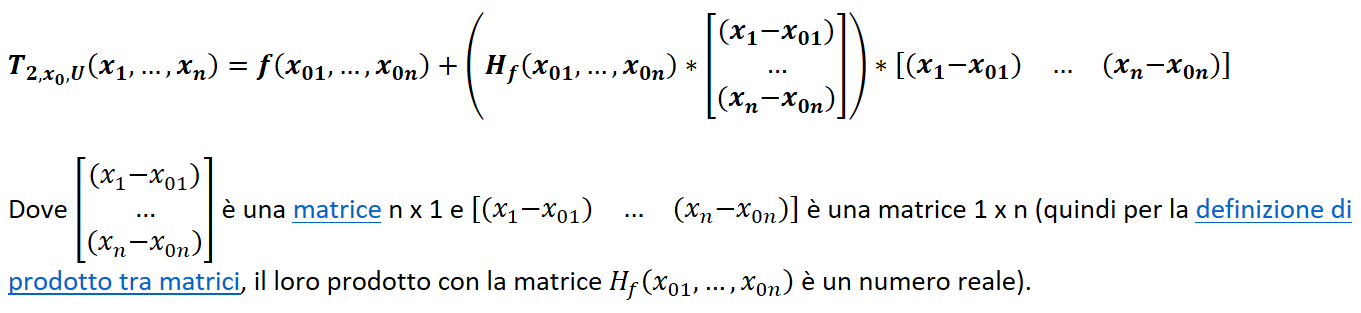 T₂,ₓ₀,U(x₁, …, xₙ) = f(x₀₁, …, x₀ₙ) + ( H_f(x₀₁, …, x₀ₙ) ∗ [(x₁−x₀₁) … (xₙ−x₀ₙ)] ) ∗ [(x₁−x₀₁) … (xₙ−x₀ₙ)]
Dove [(x₁−x₀₁) … (xₙ−x₀ₙ)] è una matrice n x 1 e [(x₁−x₀₁) … (xₙ−x₀ₙ)] è una matrice 1 x n (quindi per la definizione di
prodotto tra matrici, il loro prodotto con la matrice H_f(x₀₁, … , x₀ₙ) è un numero reale).